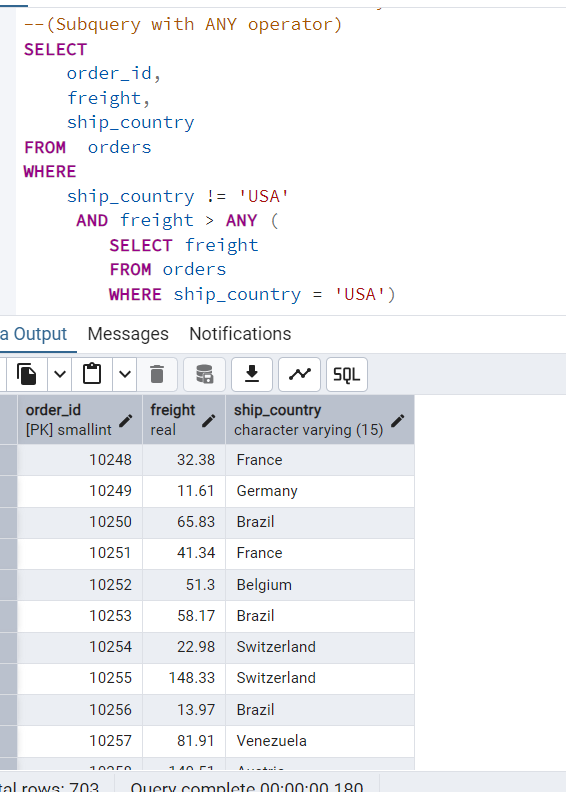 --(Subquery with ANY operator)
SELECT
order_id,
freight,
ship_country
FROM orders
WHERE
ship_country != 'USA'
AND freight > ANY (
SELECT freight
FROM orders
WHERE ship_country = 'USA')
a Output Messages Notifications
SQL
order_id freight ship_country
[PK] smallint real character varying (15)
10248 32.38 France
10249 11.61 Germany
10250 65.83 Brazil
10251 41.34 France
10252 51.3 Belgium
10253 58.17 Brazil
10254 22.98 Switzerland
10255 148.33 Switzerland
10256 13.97 Brazil
10257 81.91 Venezuela
10258 140.51 Austria
tal rows: 703 Query complete 00:00:00.180